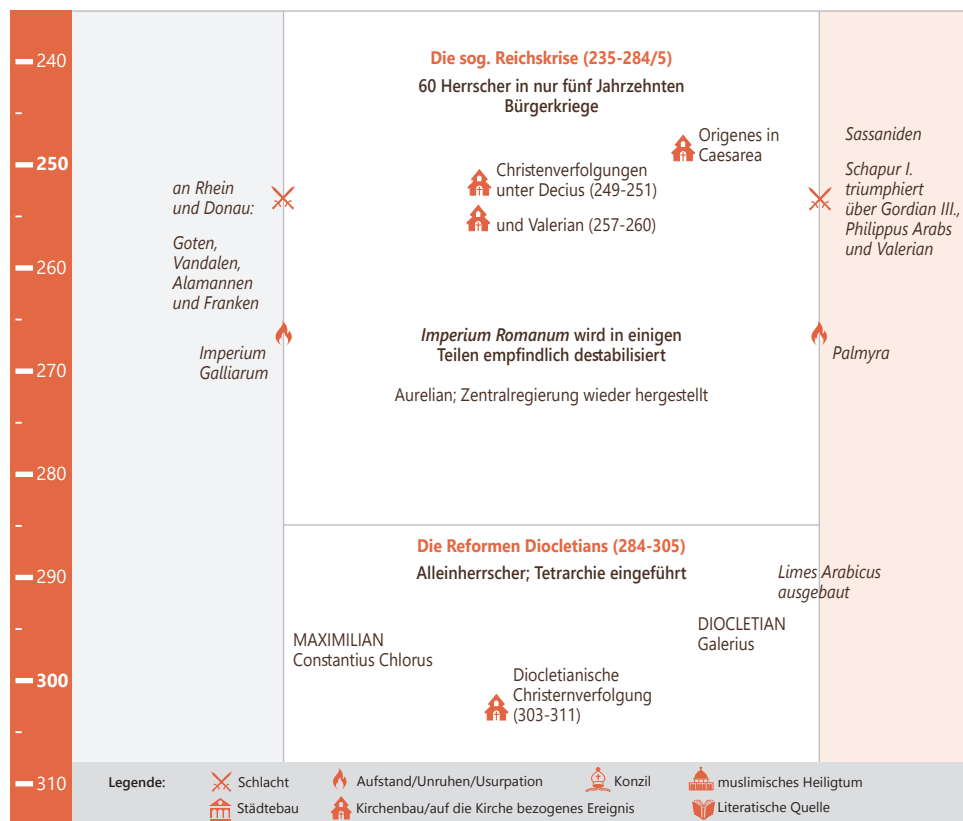 240
250
260
270
280
290
300
310
an Rhein
und Donau:
Goten,
Vandalen,
Alamannen
und Franken
Imperium
Galliarum
Die sog. Reichskrise (235-284/5)
60 Herrscher in nur fünf Jahrzehnten
Bürgerkriege
Origenes in
Caesarea
Christenverfolgungen
unter Decius (249-251)
und Valerian (257-260)
Imperium Romanum wird in einigen
Teilen empfindlich destabilisiert
Aurelian; Zentralregierung wieder hergestellt
Sassaniden
Schapur I.
triumphiert
über Gordian III.,
Philippus Arabs
und Valerian
Palmyra
Die Reformen Diocletians (284-305)
Alleinherrscher; Tetrarchie eingeführt
Limes Arabicus
ausgebaut
MAXIMILIAN
Constantius Chlorus
DIOCLETIAN
Galerius
Diocletianische
Christernverfolgung
(303-311)
Legende:
Schlacht
Aufstand/Unruhen/Usurpation
Konzil
muslimisches Heiligtum
Städtebau
Kirchenbau/auf die Kirche bezogenes Ereignis
Literatische Quelle